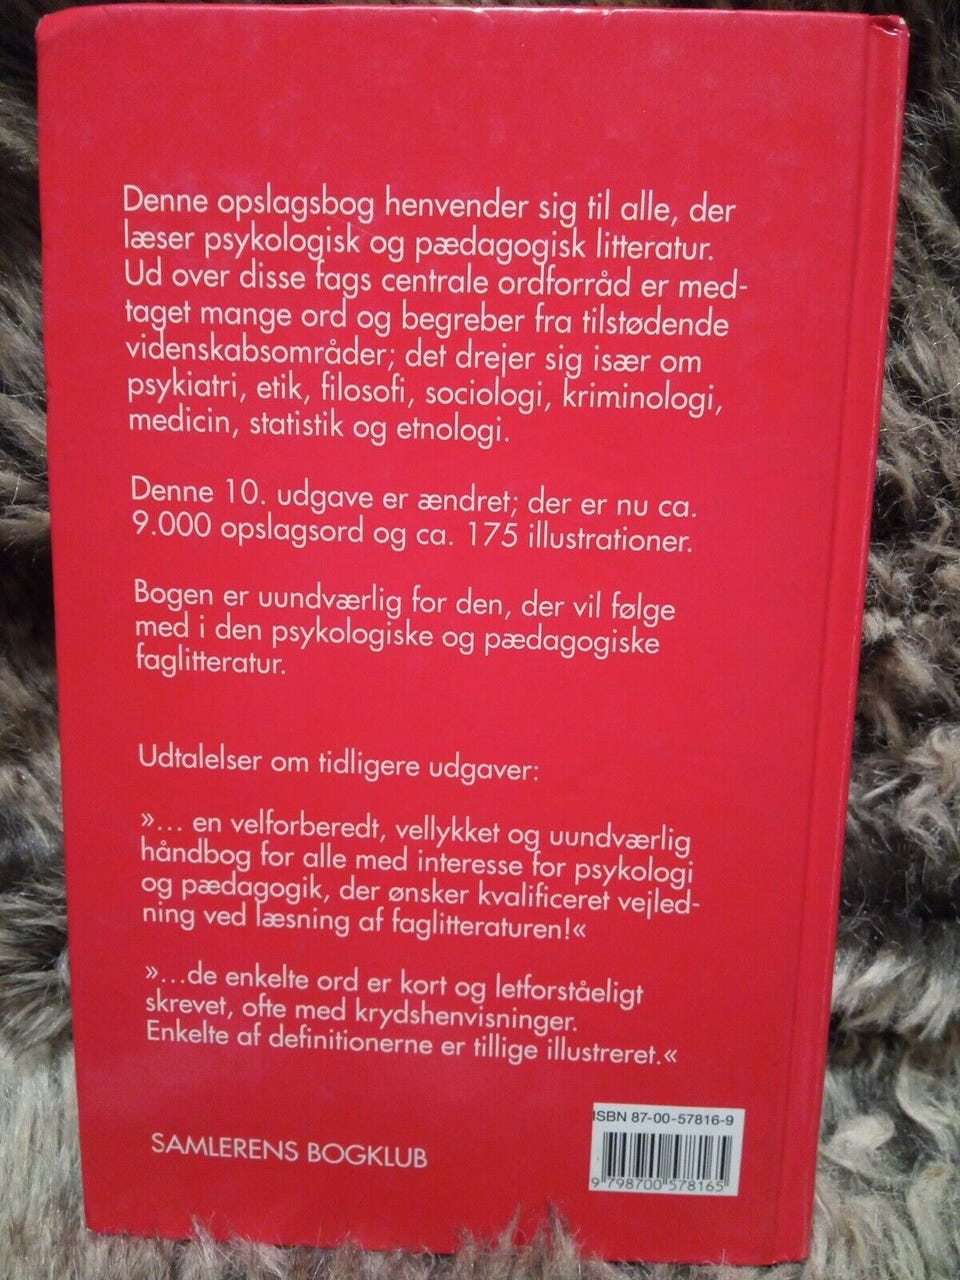 Denne opslagsbog henvender sig til alle, der
læser psykologisk og pædagogisk litteratur.
Ud over disse fags centrale ordforråd er med-
taget mange ord og begreber fra tilstødende
videnskabsområder; det drejer sig især om
psykiatri, etik, filosofi, sociologi, kriminologi,
medicin, statistik og etnologi.
Denne 10. udgave er ændret; der er nu ca.
9.000 opslagsord og ca. 175 illustrationer.
Bogen er uundværlig for den, der vil følge
med i den psykologiske og pædagogiske
faglitteratur.
Udtalelser om tidligere udgaver:
»... en velforberedt, vellykket og uundværlig
håndbog for alle med interesse for psykologi
og pædagogik, der ønsker kvalificeret vejled-
ning ved læsning af faglitteraturen!«
»...de enkelte ord er kort og letforståeligt
skrevet, ofte med krydshenvisninger.
Enkelte af definitionerne er tillige illustreret.«
SAMLERENS BOGKLUB
ISBN 87-00-57816-9
9 798700 578165